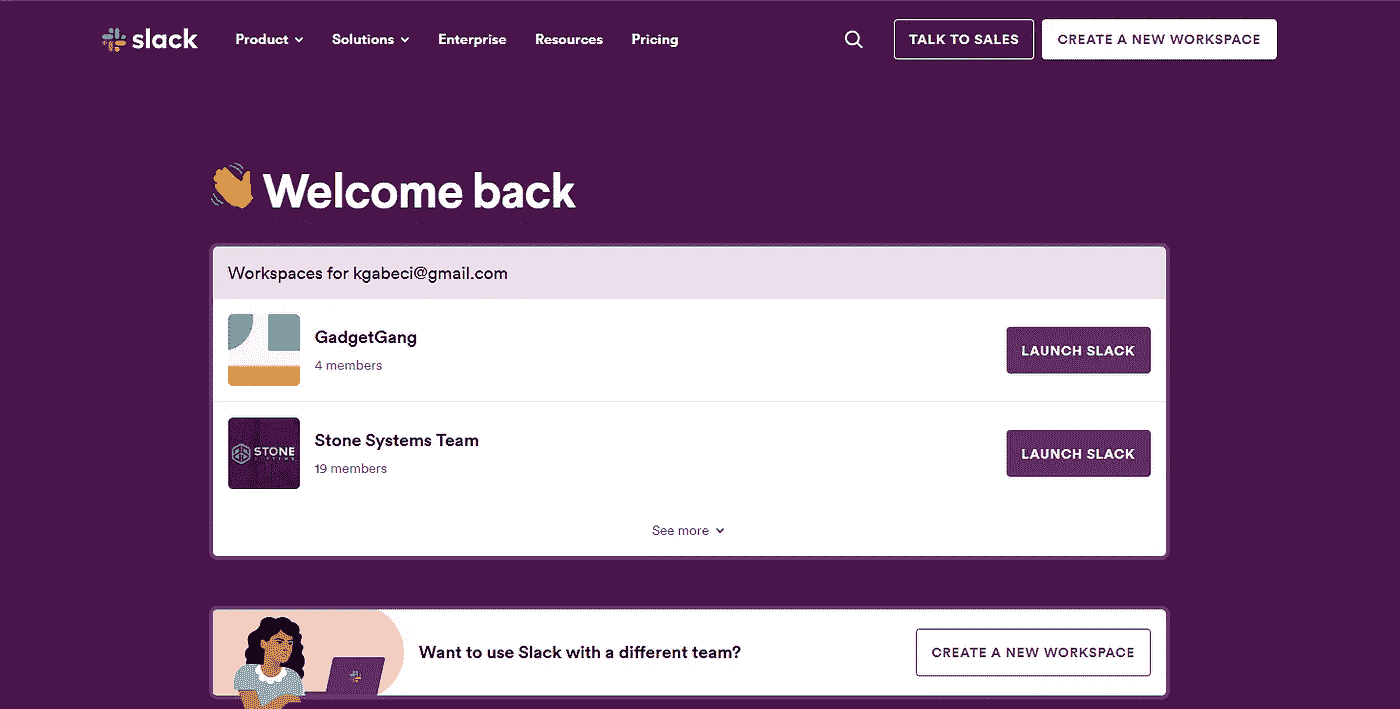 slack Product Solutions Enterprise Resources Pricing TALK TO SALES CREATE A NEW WORKSPACE
Welcome back
Workspaces for kgabeci@gmail.com
GadgetGang
4 members
LAUNCH SLACK
STONE
Stone Systems Team
19 members
LAUNCH SLACK
See more
Want to use Slack with a different team?
CREATE A NEW WORKSPACE